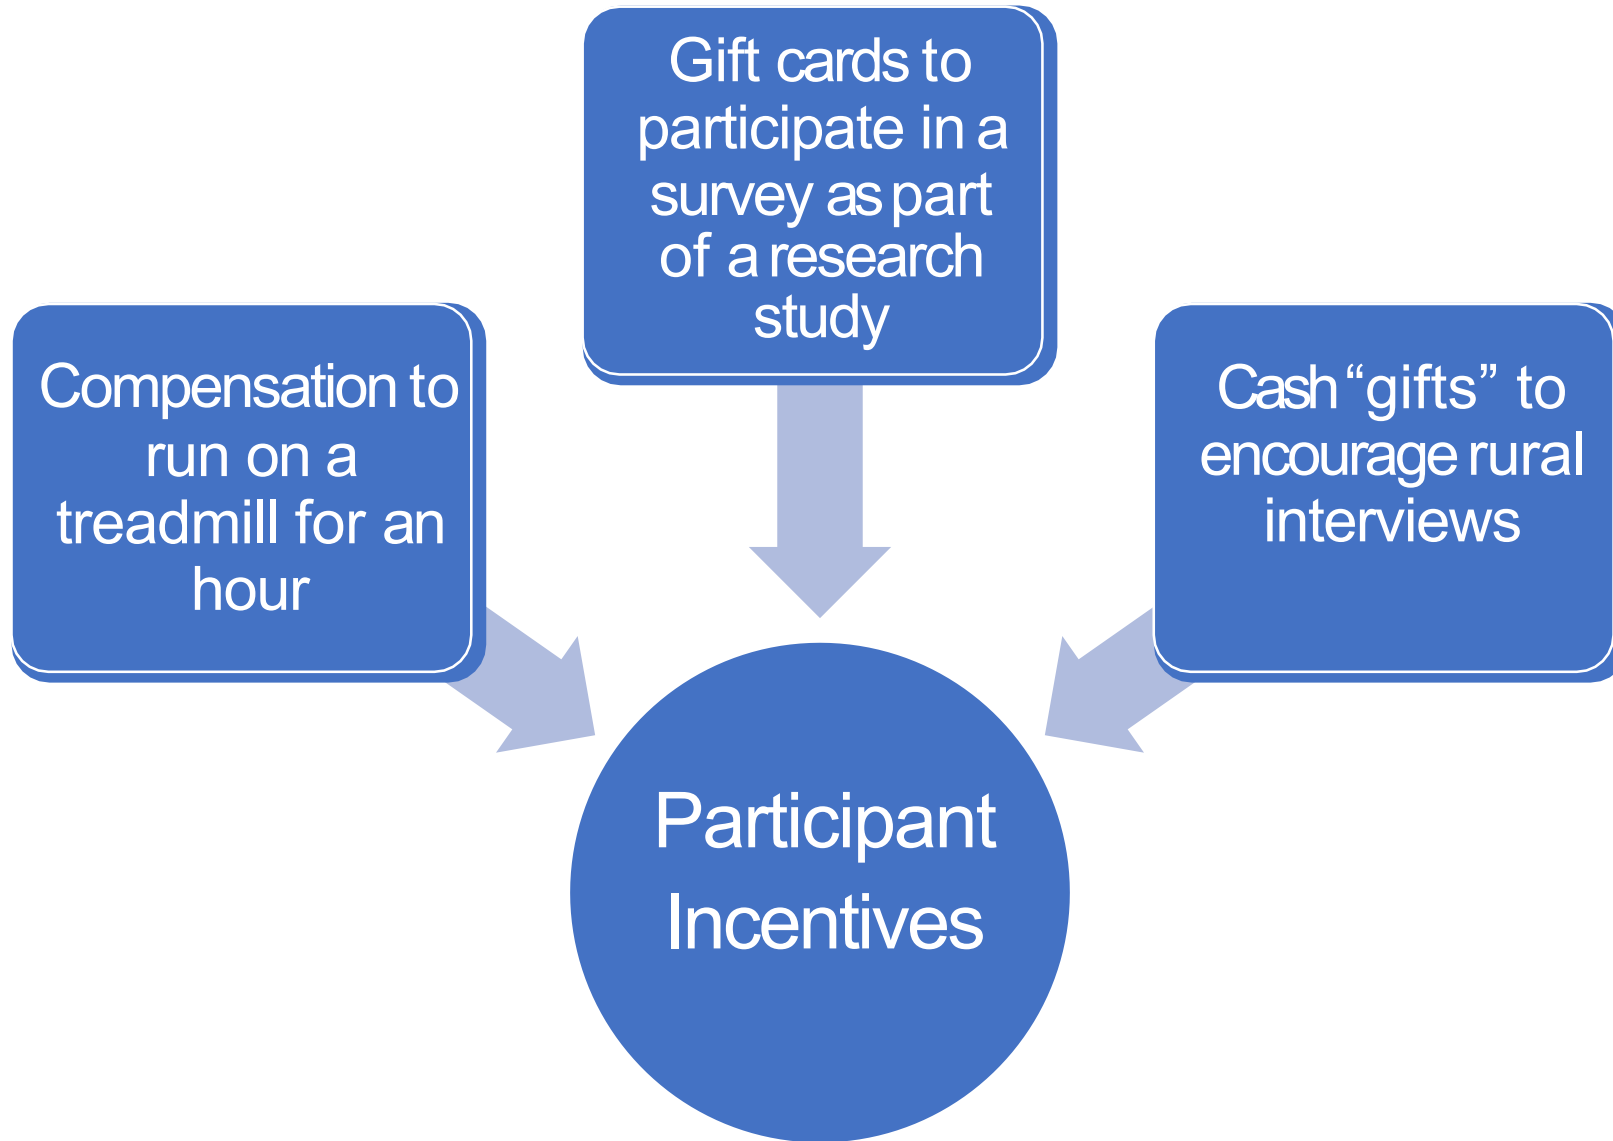 Gift cards to
participate in a
survey as part
of a research
study
Compensation to
run on a
treadmill for an
hour
Cash “gifts” to
encourage rural
interviews
Participant
Incentives